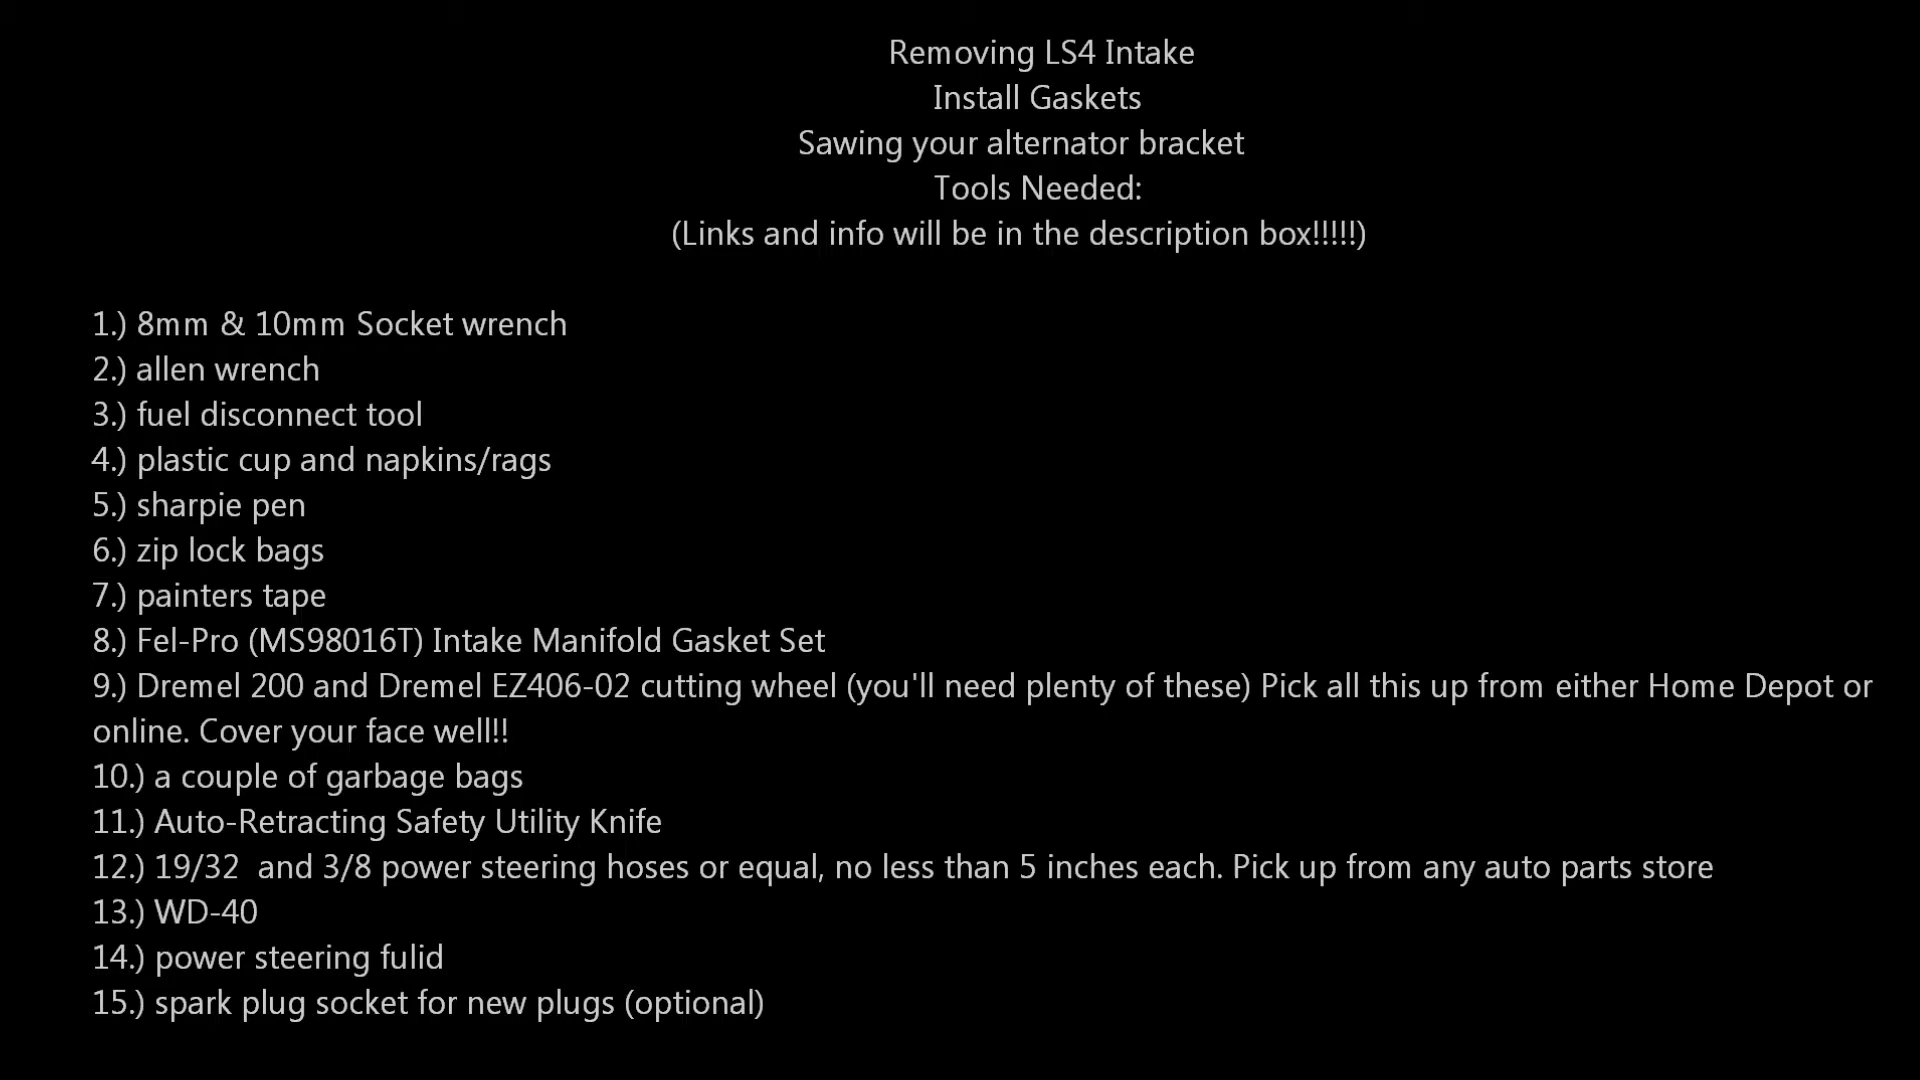 Removing LS4 Intake
Install Gaskets
Sawing your alternator bracket
Tools Needed:
(Links and info will be in the description box!!!!!)
1.) 8mm & 10mm Socket wrench
2.) allen wrench
3.) fuel disconnect tool
4.) plastic cup and napkins/rags
5.) sharpie pen
6.) zip lock bags
7.) painters tape
8.) Fel-Pro (MS98016T) Intake Manifold Gasket Set
9.) Dremel 200 and Dremel EZ406-02 cutting wheel (you'll need plenty of these) Pick all this up from either Home Depot or
online. Cover your face well!!
10.) a couple of garbage bags
11.) Auto-Retracting Safety Utility Knife
12.) 19/32  and 3/8 power steering hoses or equal, no less than 5 inches each. Pick up from any auto parts store
13.) WD-40
14.) power steering fulid
15.) spark plug socket for new plugs (optional)